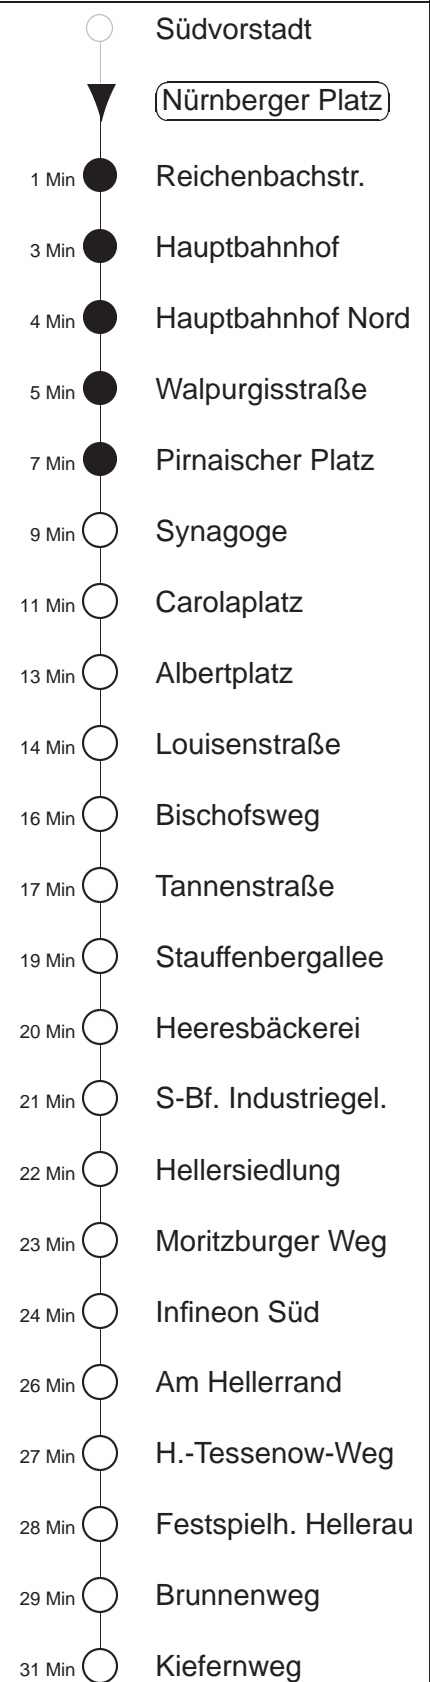 Südvorstadt
Nürnberger Platz
1 Min Reichenbachstr.
3 Min Hauptbahnhof
4 Min Hauptbahnhof Nord
5 Min Walpurgisstraße
7 Min Pirnaischer Platz
9 Min Synagoge
11 Min Carolaplatz
13 Min Albertplatz
14 Min Louisenstraße
16 Min Bischofsweg
17 Min Tannenstraße
19 Min Stauffenbergallee
20 Min Heeresbäckerei
21 Min S-Bf. Industriegel.
22 Min Hellersiedlung
23 Min Moritzburger Weg
24 Min Infineon Süd
26 Min Am Hellerrand
27 Min H.-Tessenow-Weg
28 Min Festspielh. Hellerau
29 Min Brunnenweg
31 Min Kiefernweg